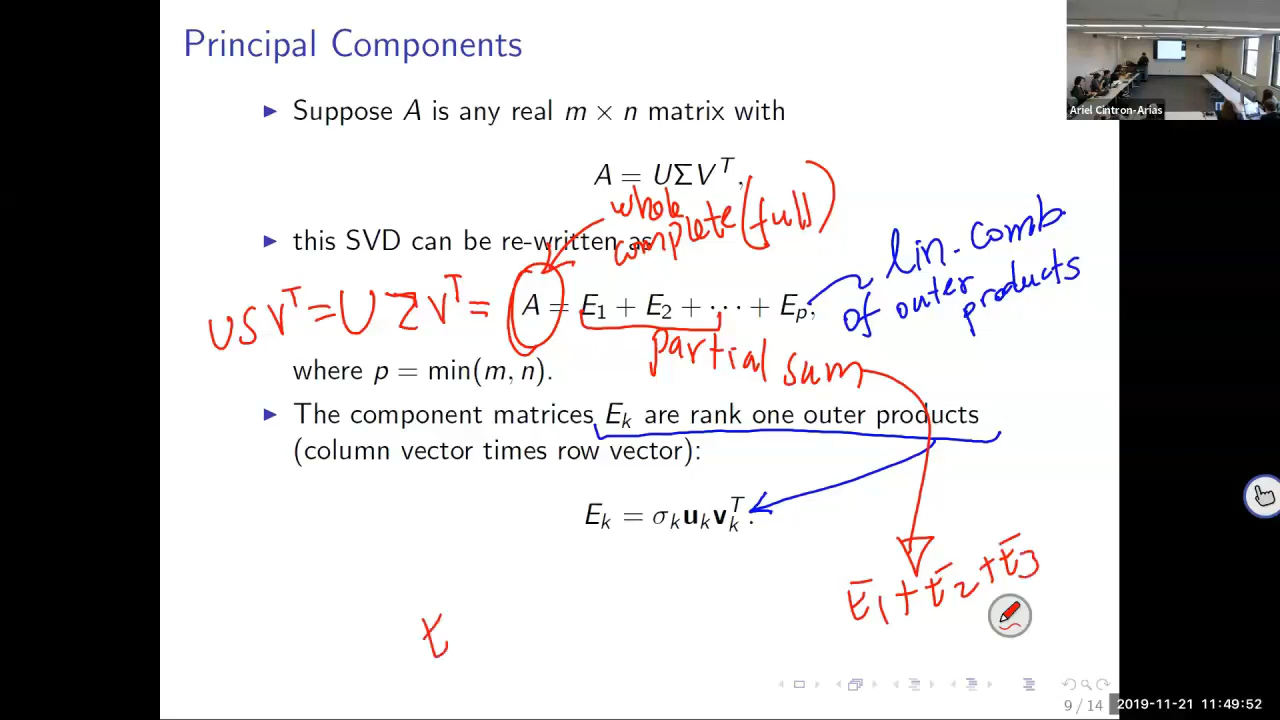 Principal Components
Ariel Cintron-Arias
▶ Suppose A is any real m × n matrix with
A = UΣV^T,
whole
complete (full)
▶ this SVD can be re-written as
lin. comb
of outer
products
USV^T = UΣV^T = A = E_1 + E_2 + ··· + E_p,
partial sum
where p = min(m, n).
▶ The component matrices E_k are rank one outer products
(column vector times row vector):
E_k = σ_k u_k v_k^T.
E_1 + E_2 + E_3
t
9 / 14
2019-11-21 11:49:52